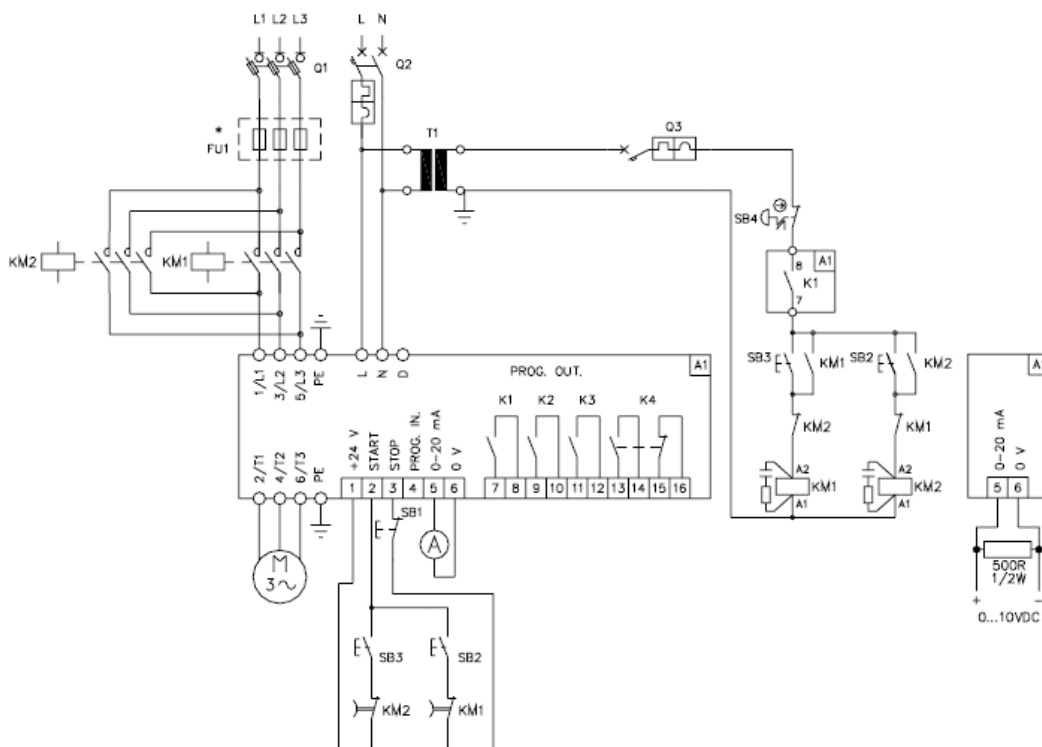 L1 L2 L3
L N
Q1
Q2
*
FU1
T1
Q3
SB4
KM2
KM1
8
A1
K1
7
SB3
KM1
SB2
KM2
KM2
KM1
A2
KM1
A1
A2
KM2
A1
1/L1
3/L2
5/L3
PE
L
N
D
PROG. OUT.
A1
+24 V
START
STOP
PROG. IN.
0-20 mA
0 V
K1
K2
K3
K4
2/T1
4/T2
6/T3
PE
1 2 3 4 5 6
7 8 9 10 11 12 13 14 15 16
SB1
A
M
3~
SB3
SB2
KM2
KM1
0-20 mA
0 V
5 6
500R
1/2W
+ -
0...10VDC